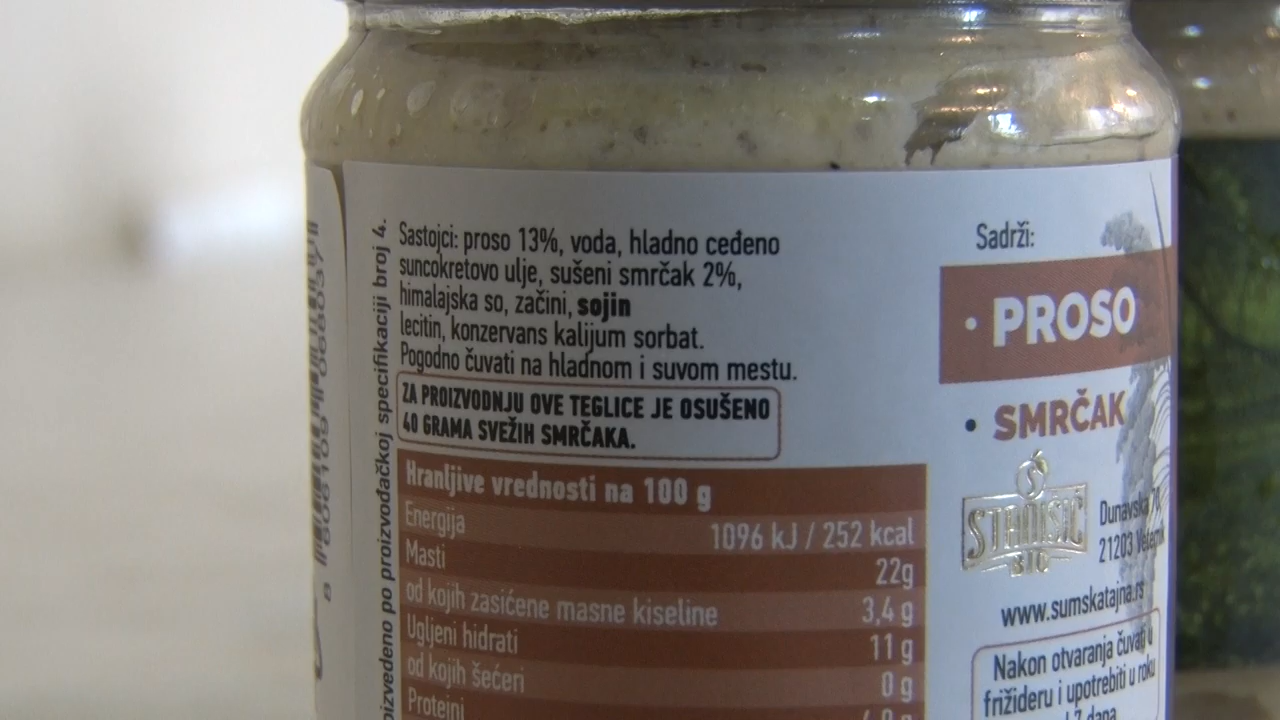 Sastojci: proso 13%, voda, hladno ceđeno
suncokretovo ulje, sušeni smrčak 2%,
himalajska so, začini, sojin
lecitin, konzervans kalijum sorbat.
Pogodno čuvati na hladnom i suvom mestu.
ZA PROIZVODNJU OVE TEGLICE JE OSUŠENO
40 GRAMA SVEŽIH SMRČAKA.
Hranljive vrednosti na 100 g
Energija 1096 kJ / 252 kcal
Masti 22g
od kojih zasićene masne kiseline 3,4 g
Ugljeni hidrati 11 g
od kojih šećeri 0 g
Proteini
po proizvođačkoj specifikaciji broj 4.
Sadrži:
• PROSO
• SMRČAK
STANIŠIĆ
SIC
Dunavska
21203
www.sumskatajna.rs
Nakon otvaranja čuvati u
frižideru i upotrebiti u roku
dana